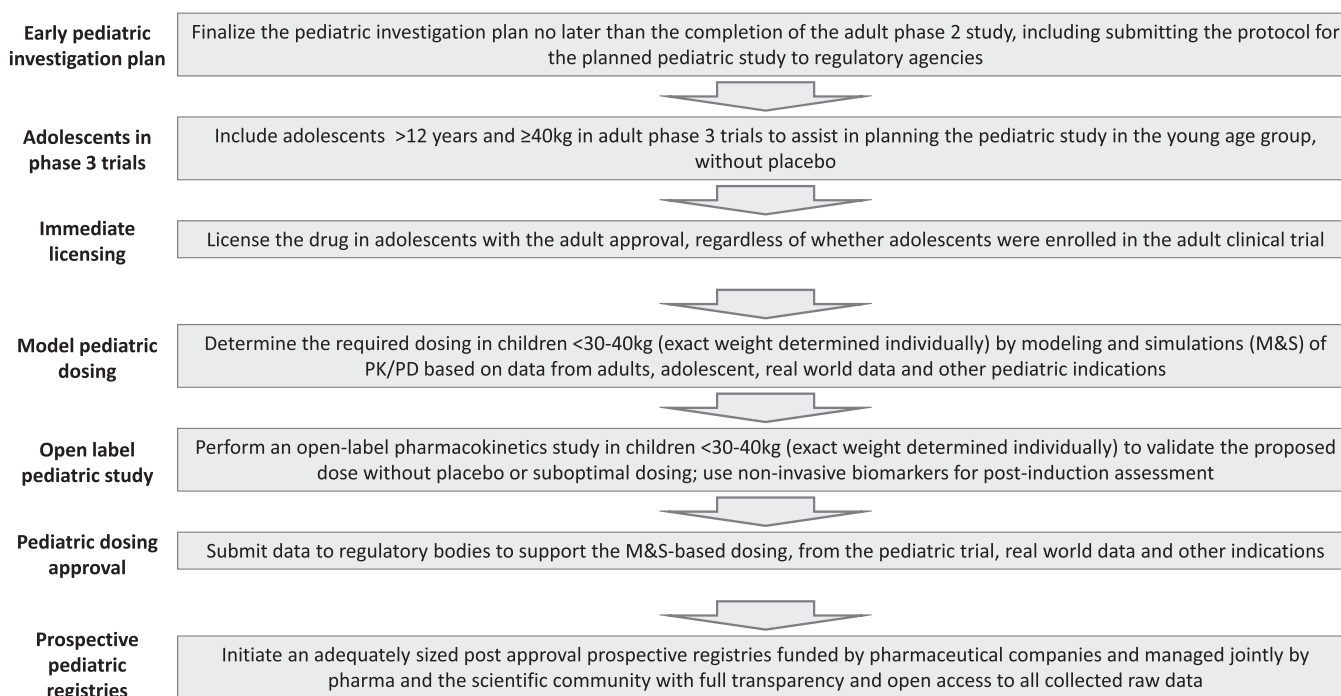 Early pediatric
investigation plan
Finalize the pediatric investigation plan no later than the completion of the adult phase 2 study, including submitting the protocol for
the planned pediatric study to regulatory agencies
Adolescents in
phase 3 trials
Include adolescents  >12 years and ≥40kg in adult phase 3 trials to assist in planning the pediatric study in the young age group,
without placebo
Immediate
licensing
License the drug in adolescents with the adult approval, regardless of whether adolescents were enrolled in the adult clinical trial
Model pediatric
dosing
Determine the required dosing in children <30-40kg (exact weight determined individually) by modeling and simulations (M&S) of
PK/PD based on data from adults, adolescent, real world data and other pediatric indications
Open label
pediatric study
Perform an open-label pharmacokinetics study in children <30-40kg (exact weight determined individually) to validate the proposed
dose without placebo or suboptimal dosing; use non-invasive biomarkers for post-induction assessment
Pediatric dosing
approval
Submit data to regulatory bodies to support the M&S-based dosing, from the pediatric trial, real world data and other indications
Prospective
pediatric
registries
Initiate an adequately sized post approval prospective registries funded by pharmaceutical companies and managed jointly by
pharma and the scientific community with full transparency and open access to all collected raw data